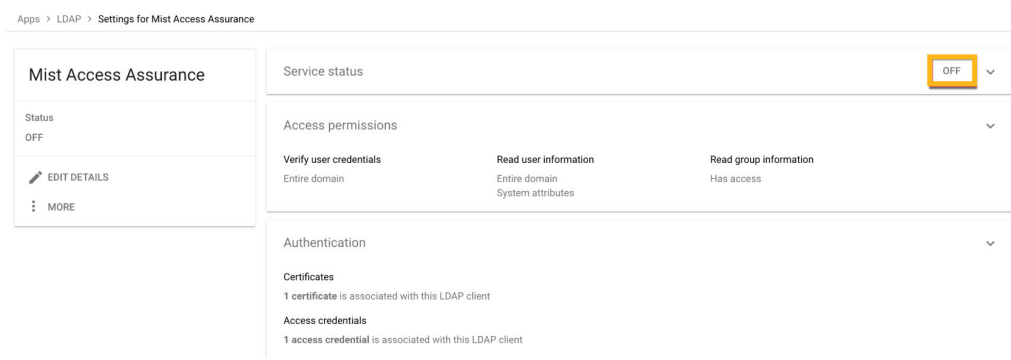 Apps > LDAP > Settings for Mist Access Assurance
Mist Access Assurance
Status
OFF
EDIT DETAILS
MORE
Service status
OFF
Access permissions
Verify user credentials
Entire domain
Read user information
Entire domain
System attributes
Read group information
Has access
Authentication
Certificates
1 certificate is associated with this LDAP client
Access credentials
1 access credential is associated with this LDAP client